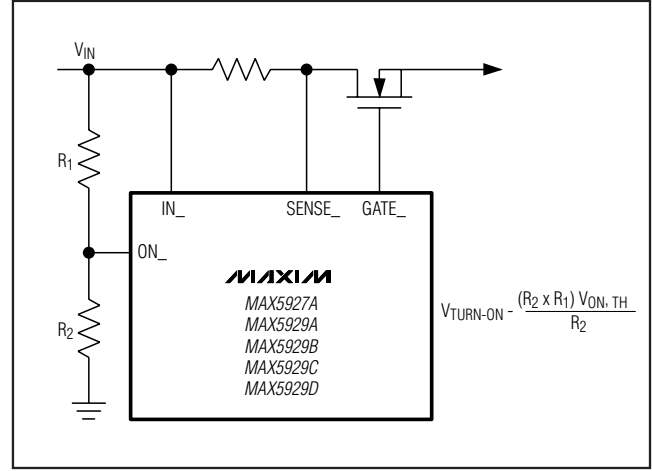 VIN
R1
IN_
SENSE_
GATE_
ON_
MAXIM
R2
MAX5927A
MAX5929A
MAX5929B
MAX5929C
MAX5929D
VTURN-ON - (R2 x R1) VON, TH
R2